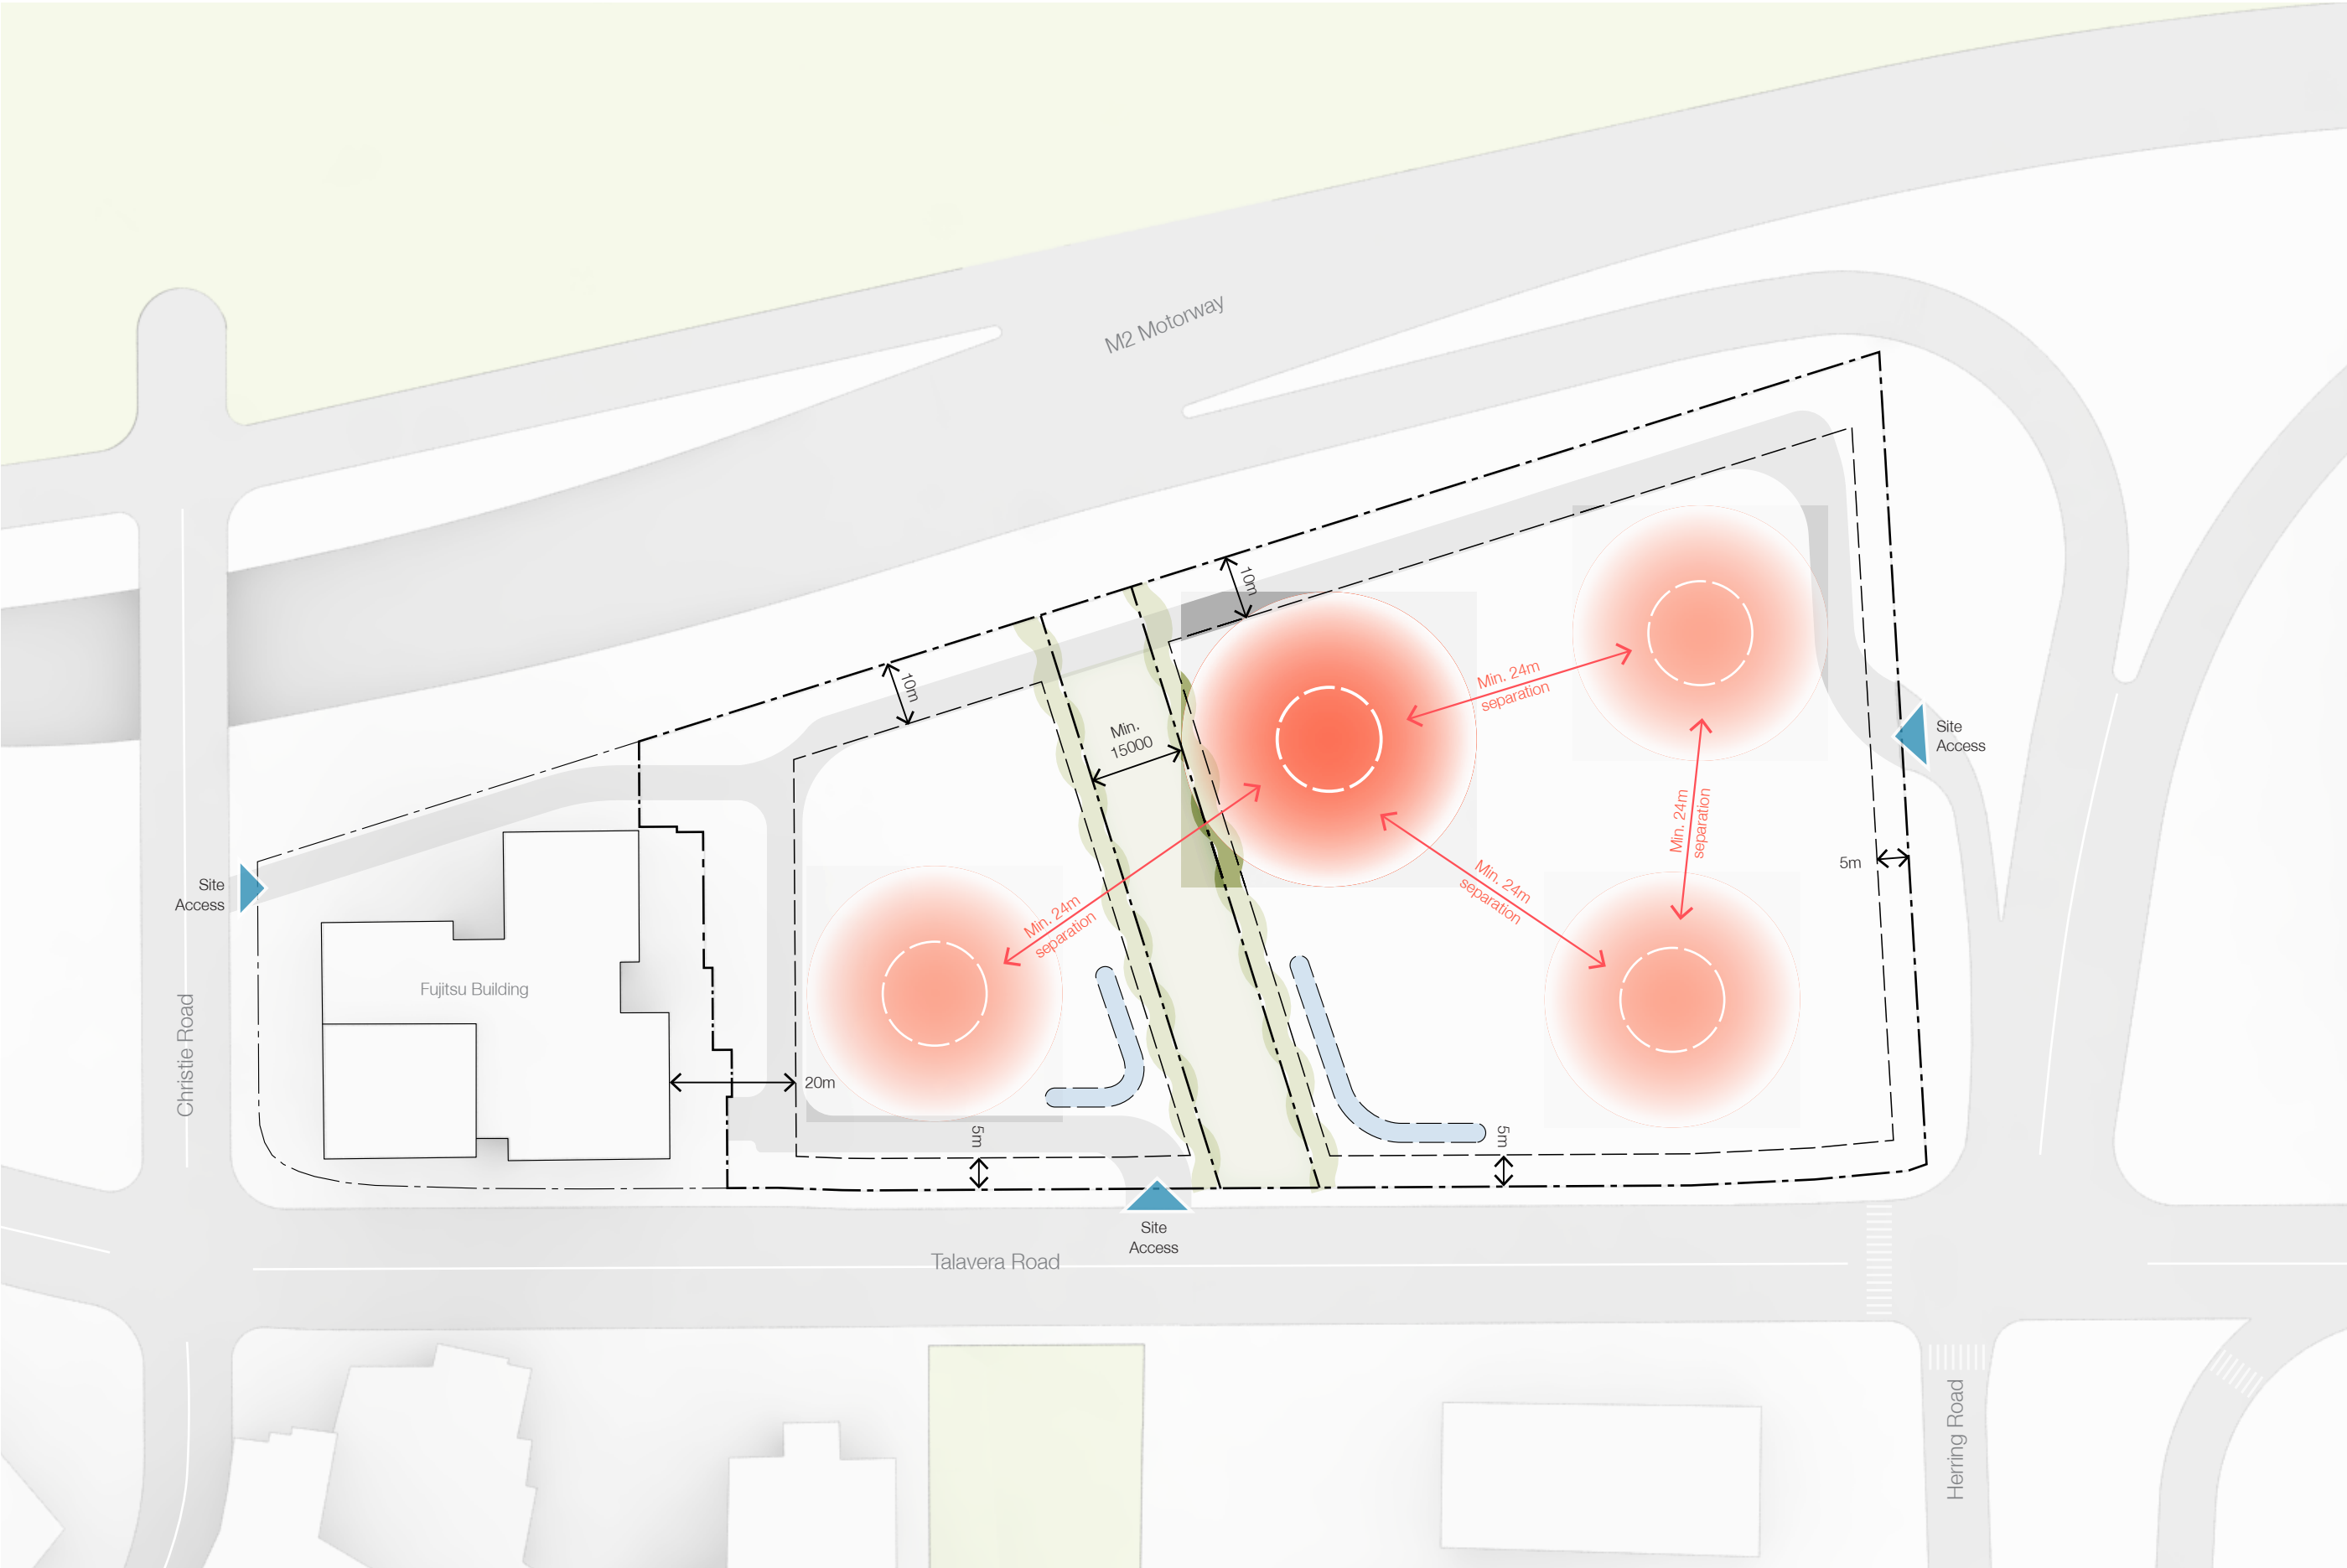 M2 Motorway
10m
10m
Min. 24m
separation
Site
Access
Min.
15000
Min. 24m
separation
5m
Site
Access
Min. 24m
separation
Min. 24m
separation
Fujitsu Building
Christie Road
20m
5m
5m
Site
Access
Talavera Road
Herring Road